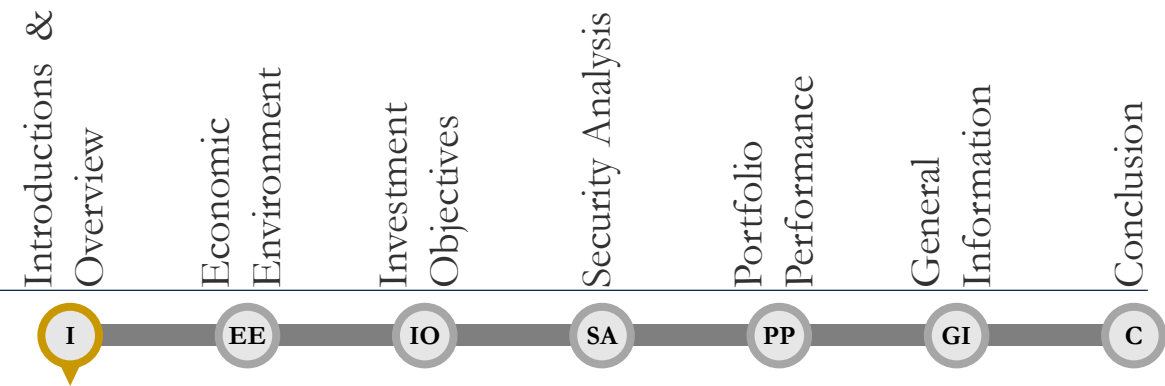 Introductions &
Overview
Economic
Environment
Investment
Objectives
Security Analysis
Portfolio
Performance
General
Information
Conclusion
I
EE
IO
SA
PP
GI
C